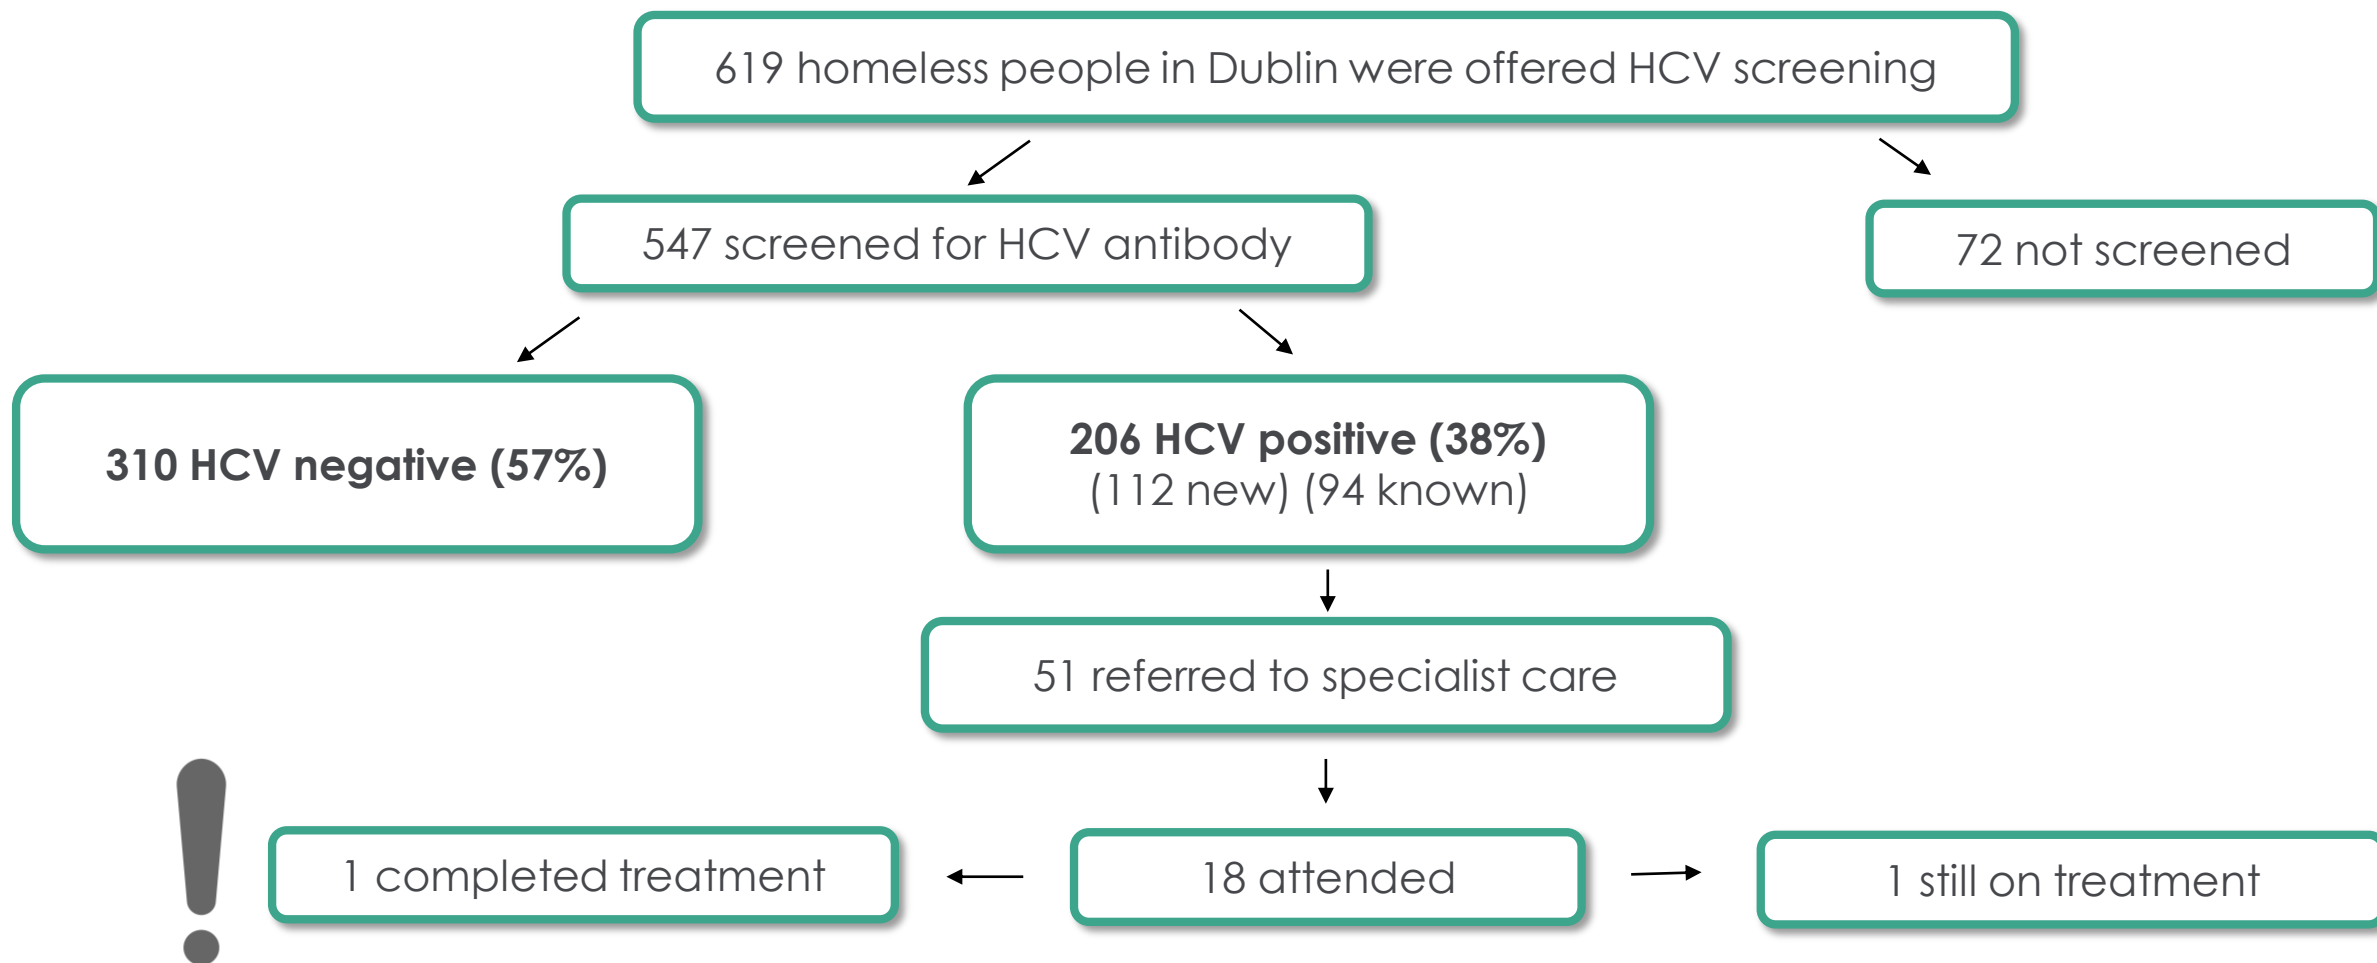 619 homeless people in Dublin were offered HCV screening
547 screened for HCV antibody
72 not screened
310 HCV negative (57%)
206 HCV positive (38%)
(112 new) (94 known)
51 referred to specialist care
!
1 completed treatment
18 attended
1 still on treatment